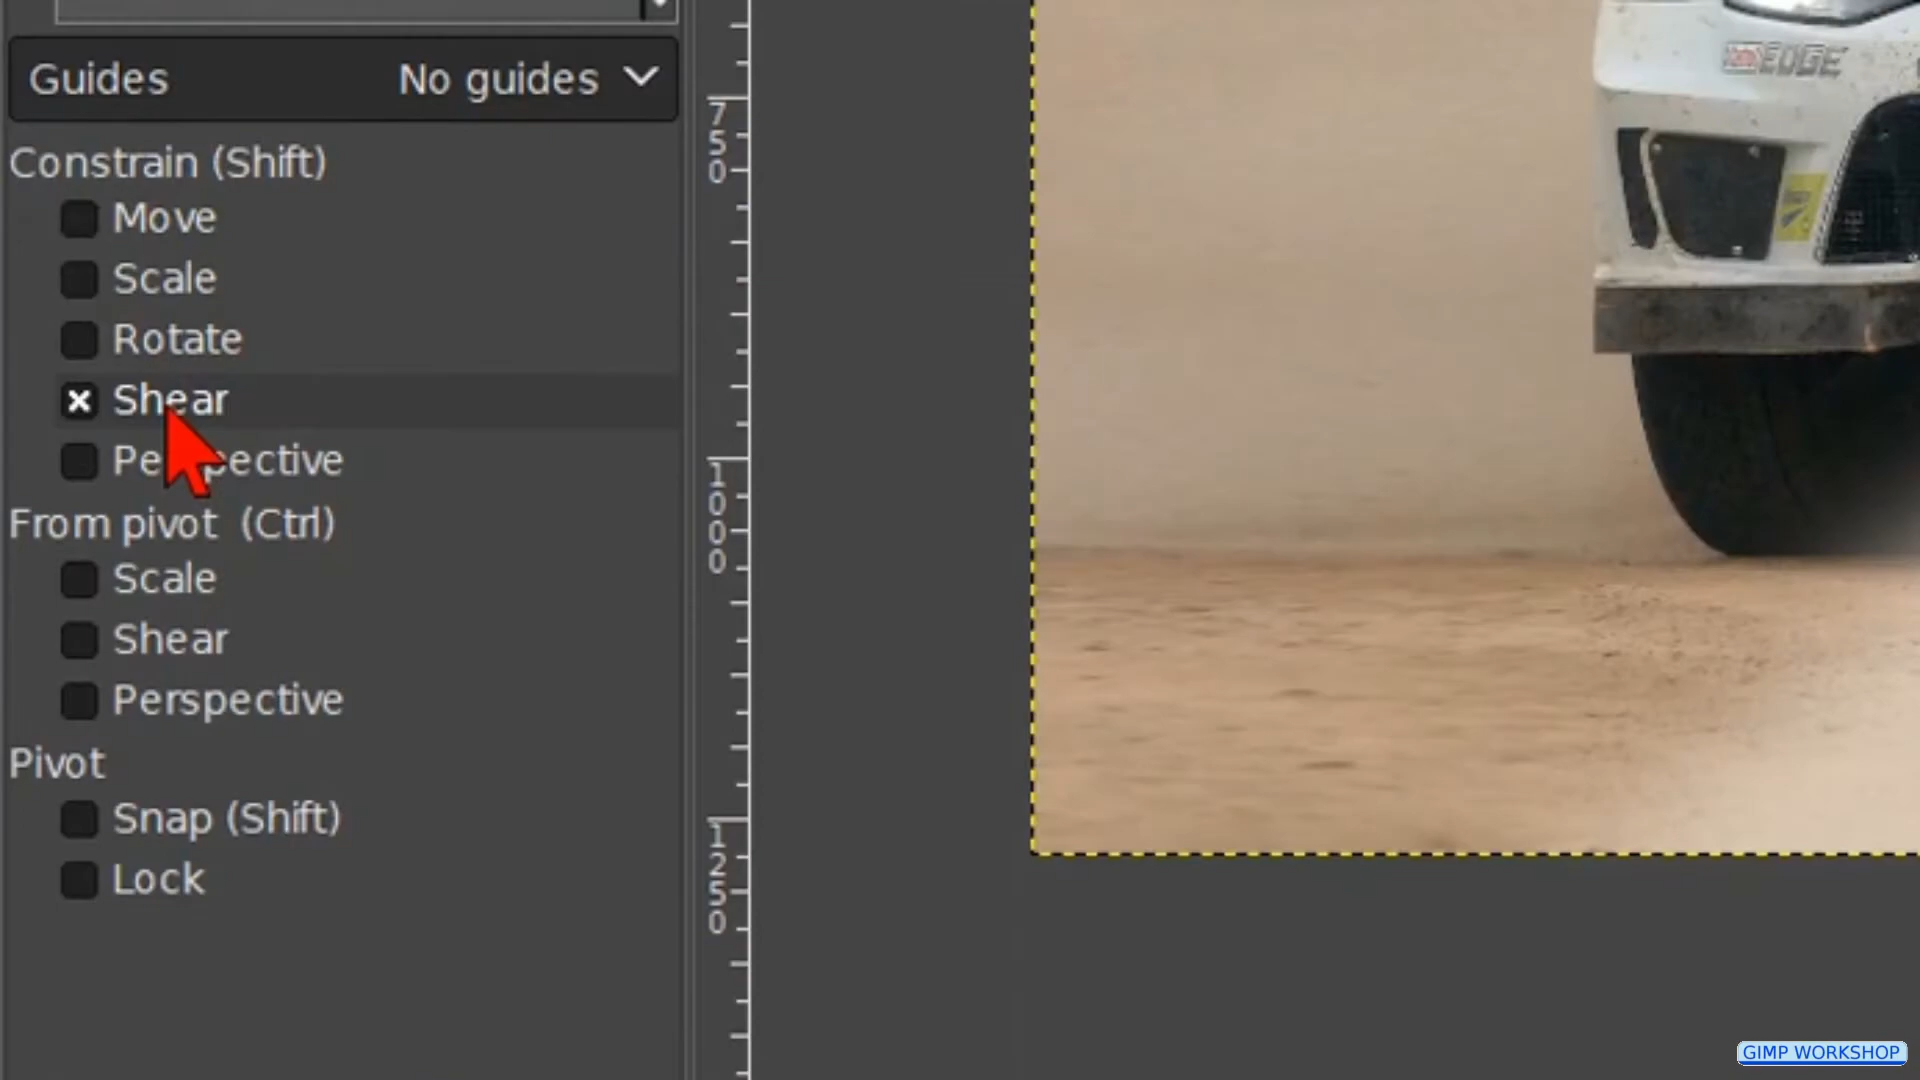 Guides No guides
Constrain (Shift)
Move
Scale
Rotate
Shear
Perspective
From pivot (Ctrl)
Scale
Shear
Perspective
Pivot
Snap (Shift)
Lock
750
1000
1250
EDGE
GIMP WORKSHOP